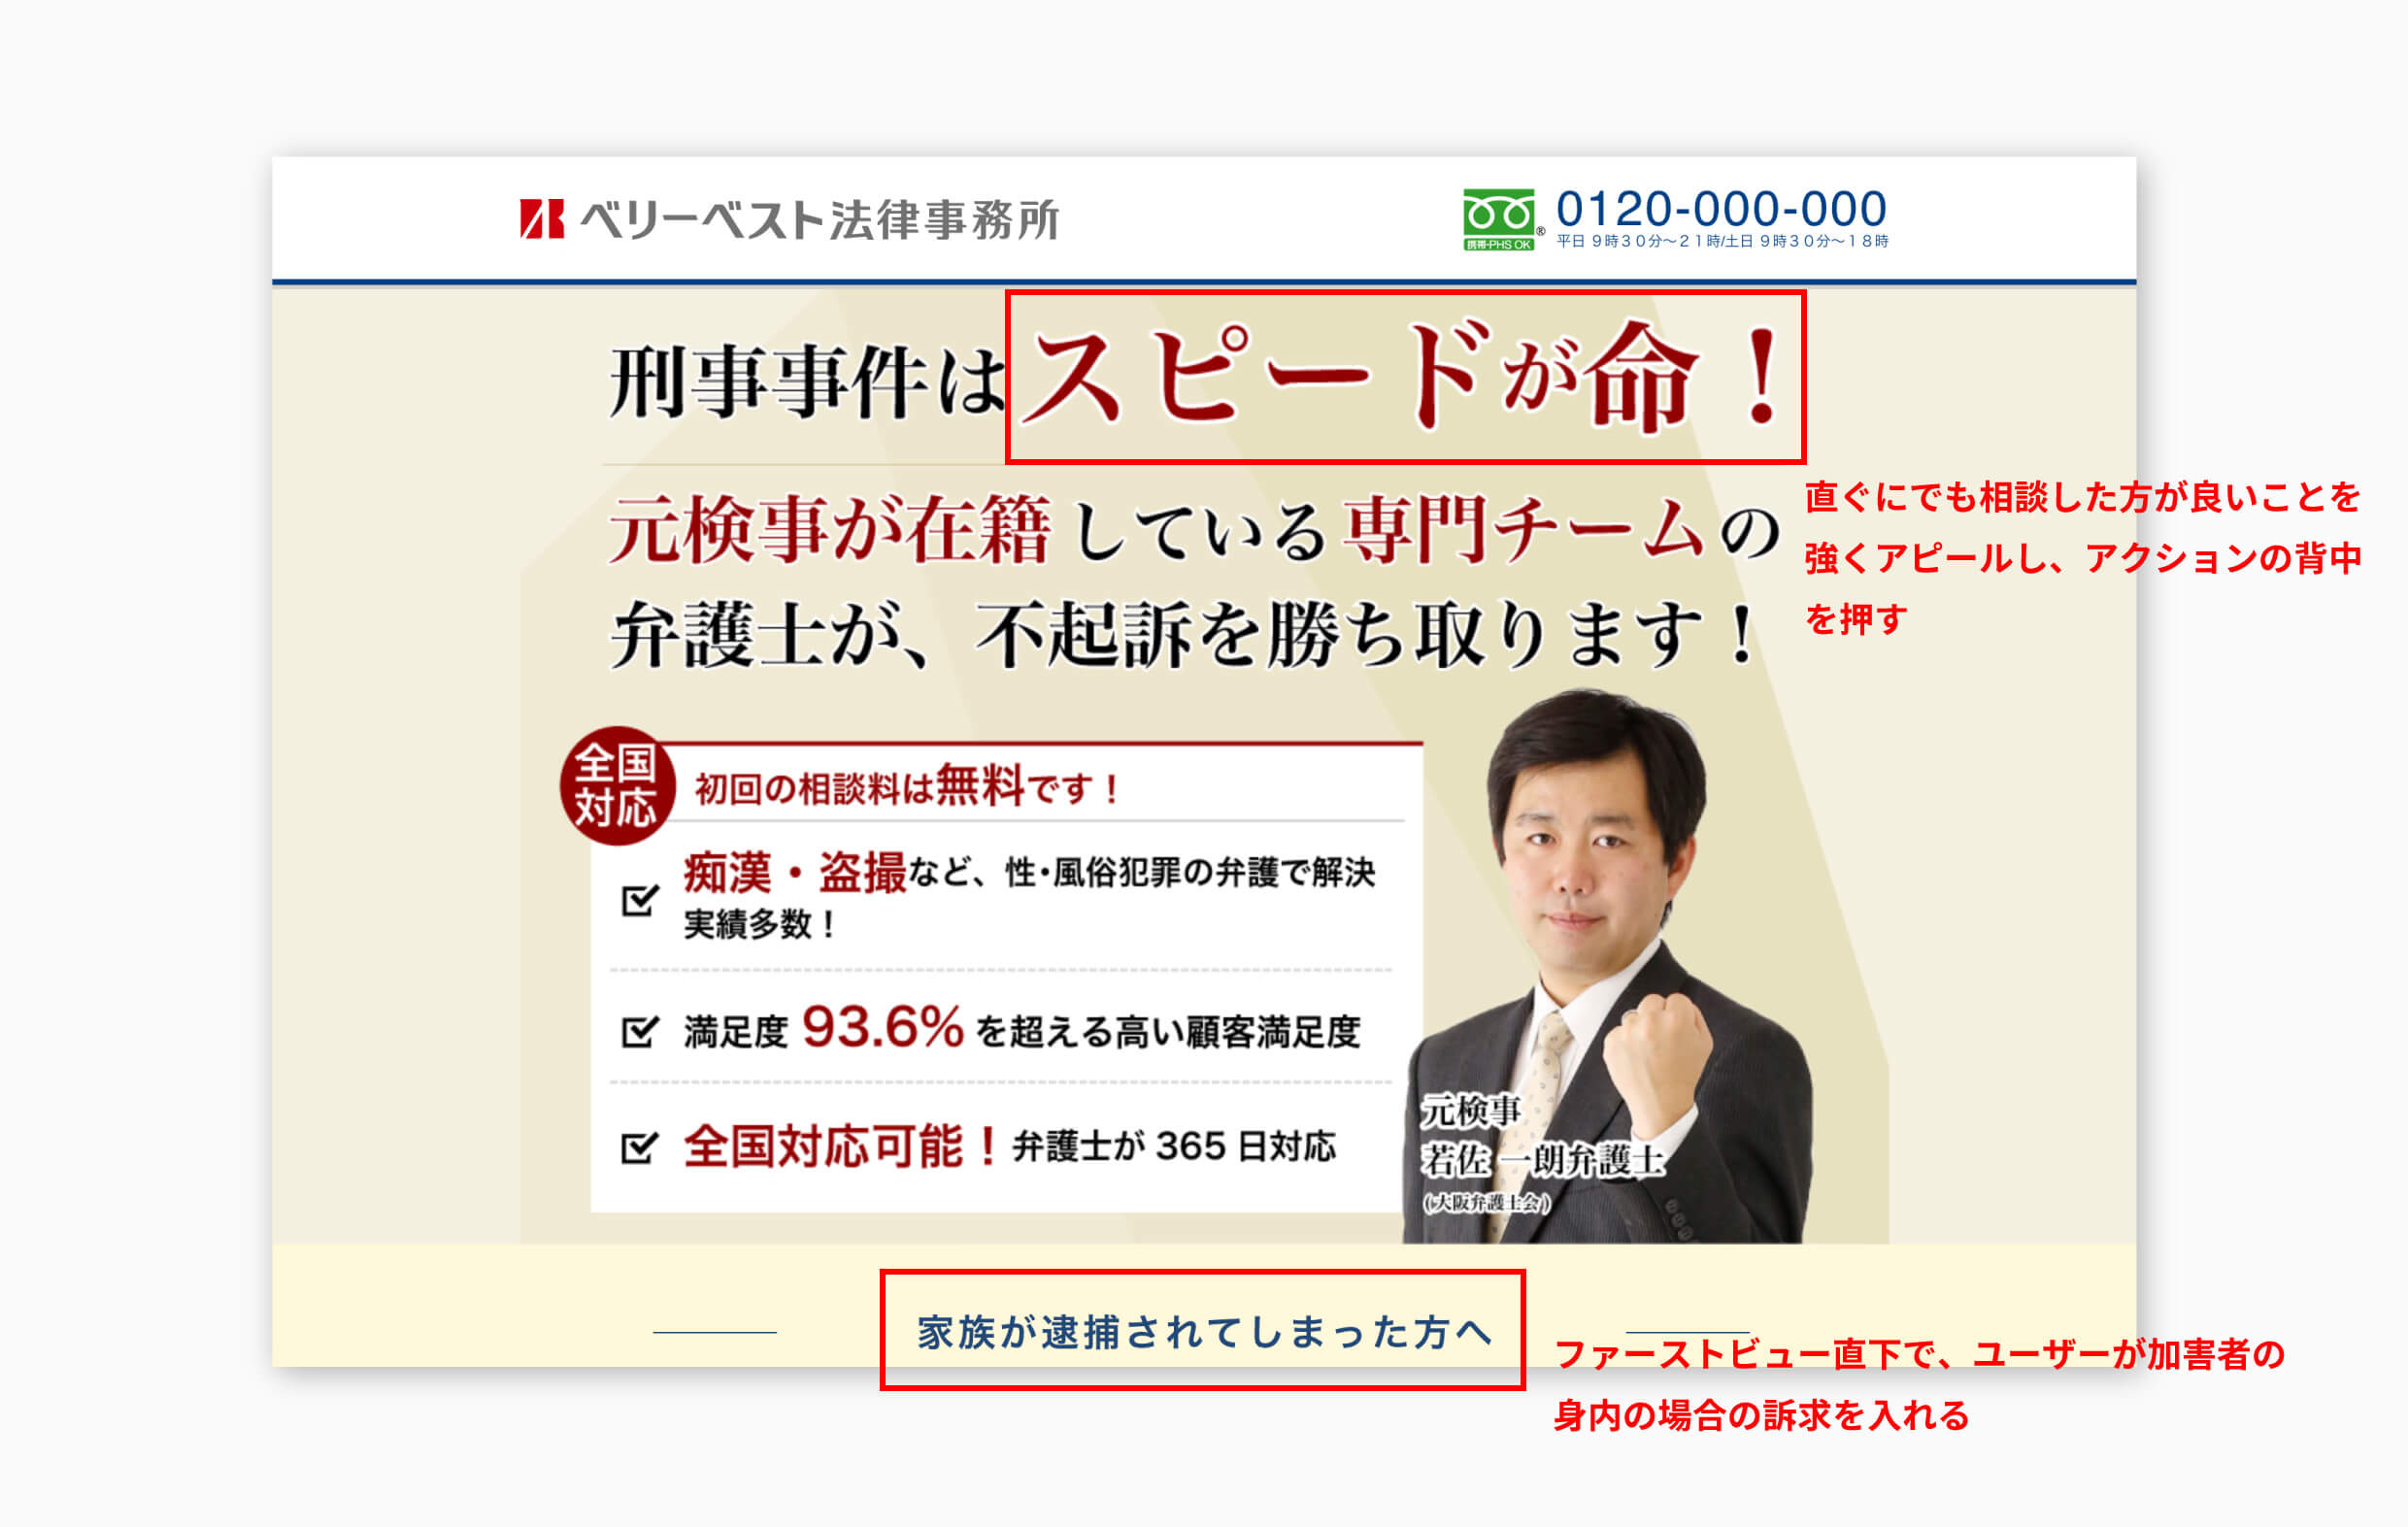 ベリーベスト法律事務所
0120-000-000
携帯・PHS OK
®
平日 9時30分〜21時/土日 9時30分〜18時
刑事事件はスピードが命！
元検事が在籍している専門チームの
弁護士が、不起訴を勝ち取ります！
直ぐにでも相談した方が良いことを
強くアピールし、アクションの背中
を押す
全国
対応
初回の相談料は無料です！
痴漢・盗撮など、性・風俗犯罪の弁護で解決
実績多数！
満足度 93.6% を超える高い顧客満足度
全国対応可能！弁護士が 365 日対応
元検事
若佐 一朗弁護士
(大阪弁護士会)
家族が逮捕されてしまった方へ
ファーストビュー直下で、ユーザーが加害者の
身内の場合の訴求を入れる